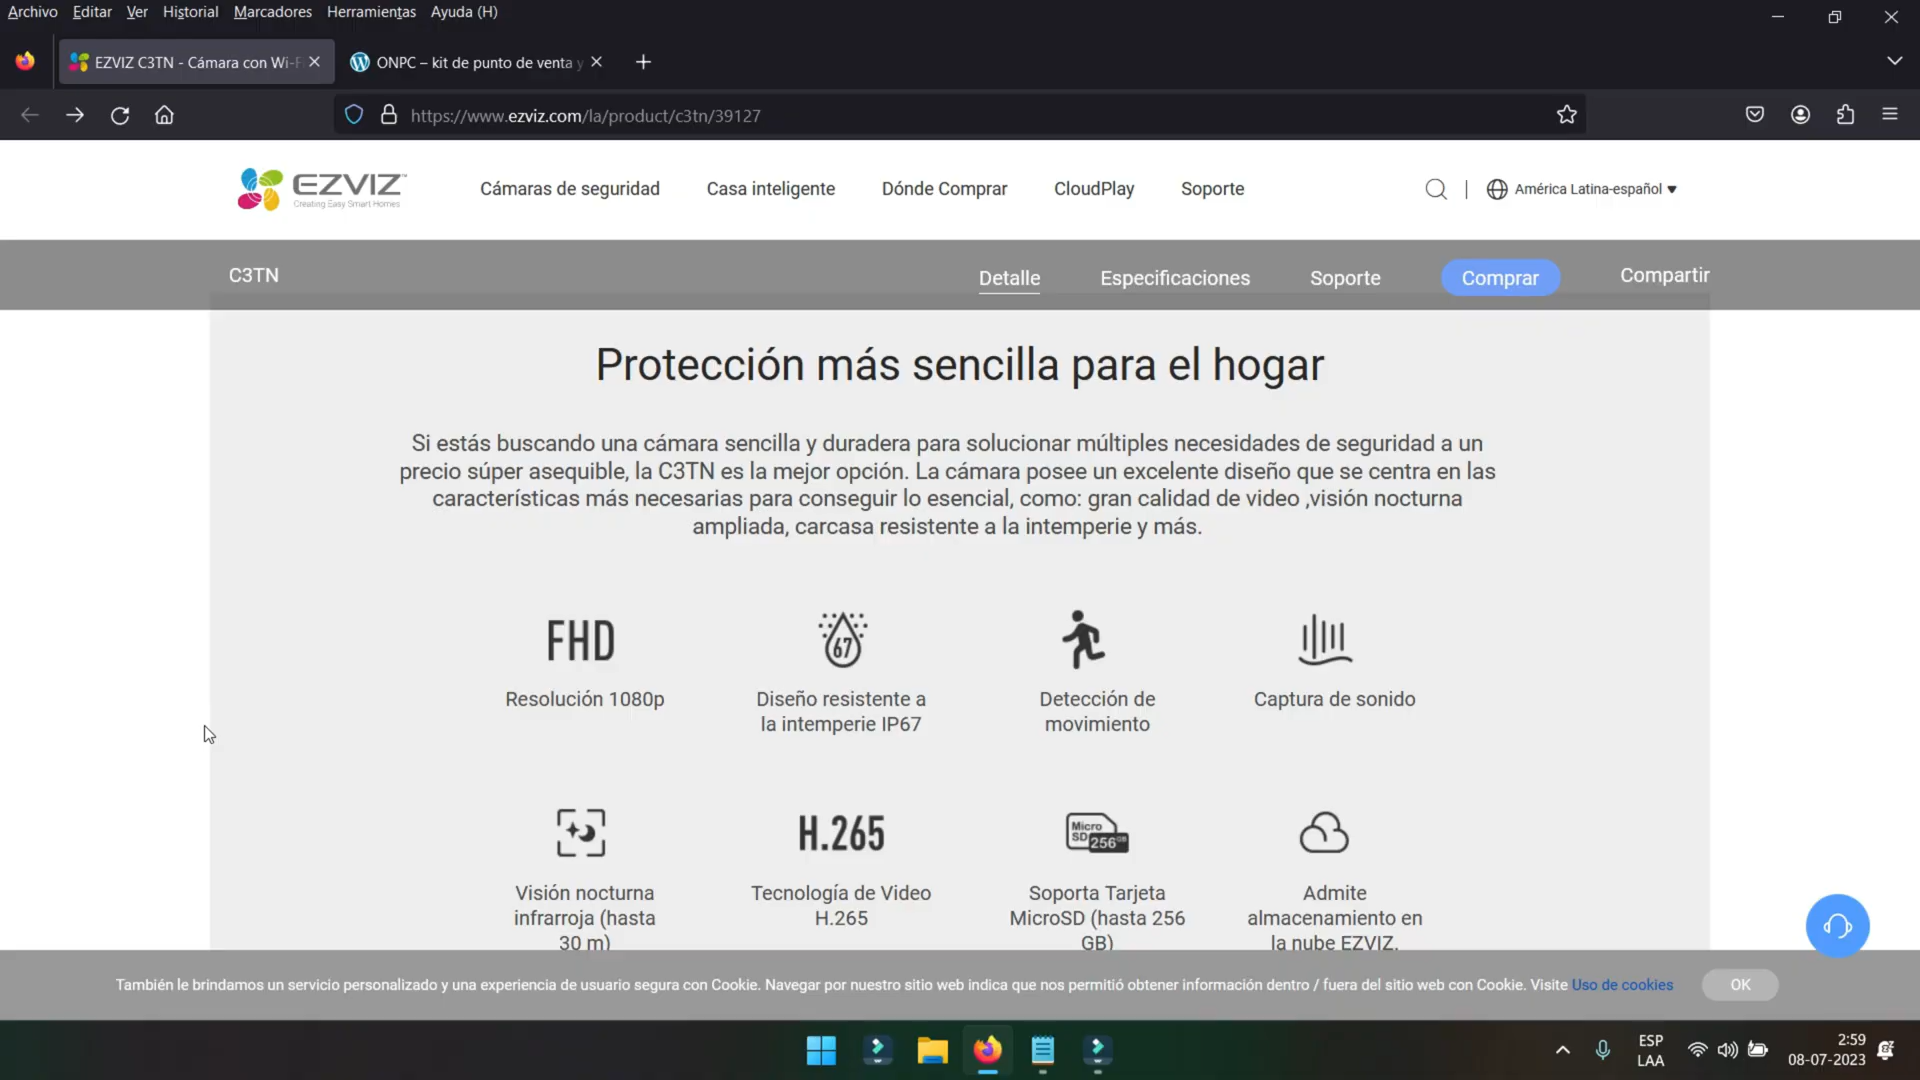 Archivo Editar Ver Historial Marcadores Herramientas Ayuda (H)
EZVIZ C3TN - Cámara con Wi-F
ONPC – kit de punto de venta y
https://www.ezviz.com/la/product/c3tn/39127
EZVIZ™
Creating Easy Smart Homes
Cámaras de seguridad Casa inteligente Dónde Comprar CloudPlay Soporte
América Latina-español
C3TN Detalle Especificaciones Soporte Comprar Compartir
Protección más sencilla para el hogar
Si estás buscando una cámara sencilla y duradera para solucionar múltiples necesidades de seguridad a un
precio súper asequible, la C3TN es la mejor opción. La cámara posee un excelente diseño que se centra en las
características más necesarias para conseguir lo esencial, como: gran calidad de video ,visión nocturna
ampliada, carcasa resistente a la intemperie y más.
FHD
Resolución 1080p
67
Diseño resistente a
la intemperie IP67
Detección de
movimiento
Captura de sonido
Visión nocturna
infrarroja (hasta
30 m)
H.265
Tecnología de Video
H.265
Micro
SD
256GB
Soporta Tarjeta
MicroSD (hasta 256
GB)
Admite
almacenamiento en
la nube EZVIZ.
También le brindamos un servicio personalizado y una experiencia de usuario segura con Cookie. Navegar por nuestro sitio web indica que nos permitió obtener información dentro / fuera del sitio web con Cookie. Visite Uso de cookies
OK
ESP
LAA
2:59
08-07-2023